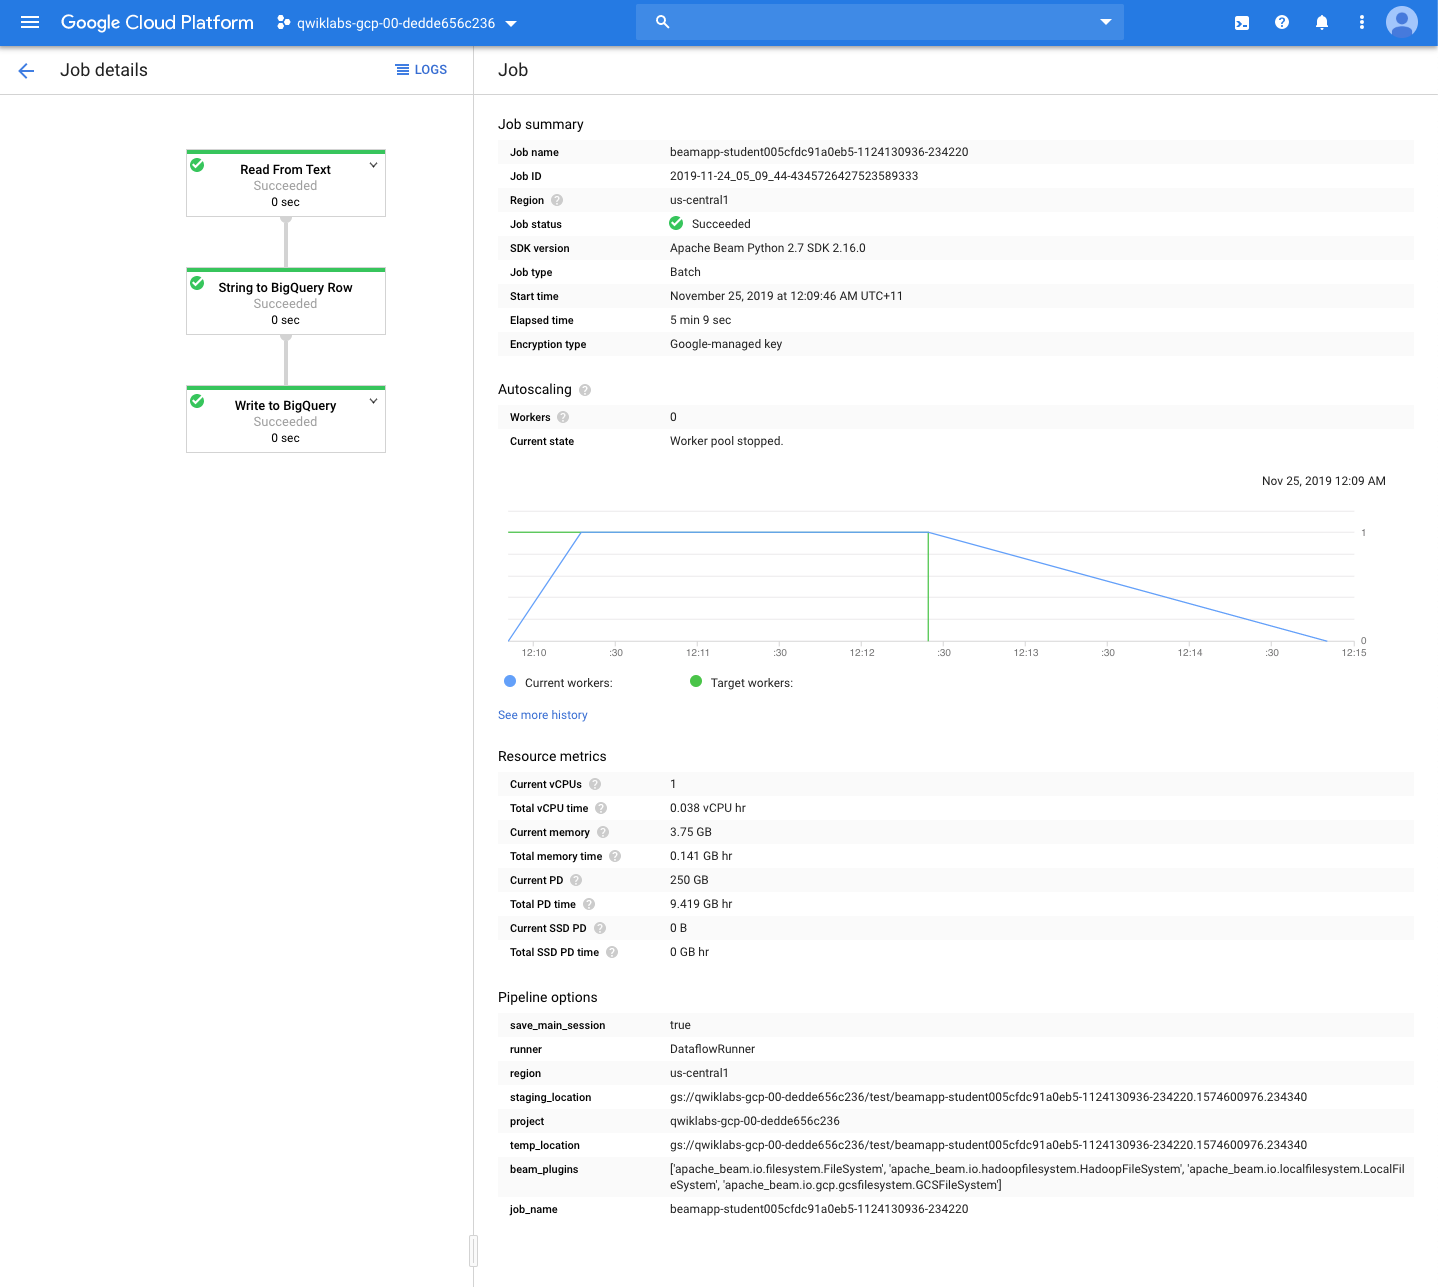 Google Cloud Platform
qwiklabs-gcp-00-dedde656c236
Job details
LOGS
Read From Text
Succeeded
0 sec
String to BigQuery Row
Succeeded
0 sec
Write to BigQuery
Succeeded
0 sec
Job
Job summary
Job name beamapp-student005cfdc91a0eb5-1124130936-234220
Job ID 2019-11-24_05_09_44-4345726427523589333
Region ? us-central1
Job status Succeeded
SDK version Apache Beam Python 2.7 SDK 2.16.0
Job type Batch
Start time November 25, 2019 at 12:09:46 AM UTC+11
Elapsed time 5 min 9 sec
Encryption type Google-managed key
Autoscaling ?
Workers ? 0
Current state Worker pool stopped.
Nov 25, 2019 12:09 AM
1
0
12:10 :30 12:11 :30 12:12 :30 12:13 :30 12:14 :30 12:15
Current workers: Target workers:
See more history
Resource metrics
Current vCPUs ? 1
Total vCPU time ? 0.038 vCPU hr
Current memory ? 3.75 GB
Total memory time ? 0.141 GB hr
Current PD ? 250 GB
Total PD time ? 9.419 GB hr
Current SSD PD ? 0 B
Total SSD PD time ? 0 GB hr
Pipeline options
save_main_session true
runner DataflowRunner
region us-central1
staging_location gs://qwiklabs-gcp-00-dedde656c236/test/beamapp-student005cfdc91a0eb5-1124130936-234220.1574600976.234340
project qwiklabs-gcp-00-dedde656c236
temp_location gs://qwiklabs-gcp-00-dedde656c236/test/beamapp-student005cfdc91a0eb5-1124130936-234220.1574600976.234340
beam_plugins ['apache_beam.io.filesystem.FileSystem', 'apache_beam.io.hadoopfilesystem.HadoopFileSystem', 'apache_beam.io.localfilesystem.LocalFil
eSystem', 'apache_beam.io.gcp.gcsfilesystem.GCSFileSystem']
job_name beamapp-student005cfdc91a0eb5-1124130936-234220